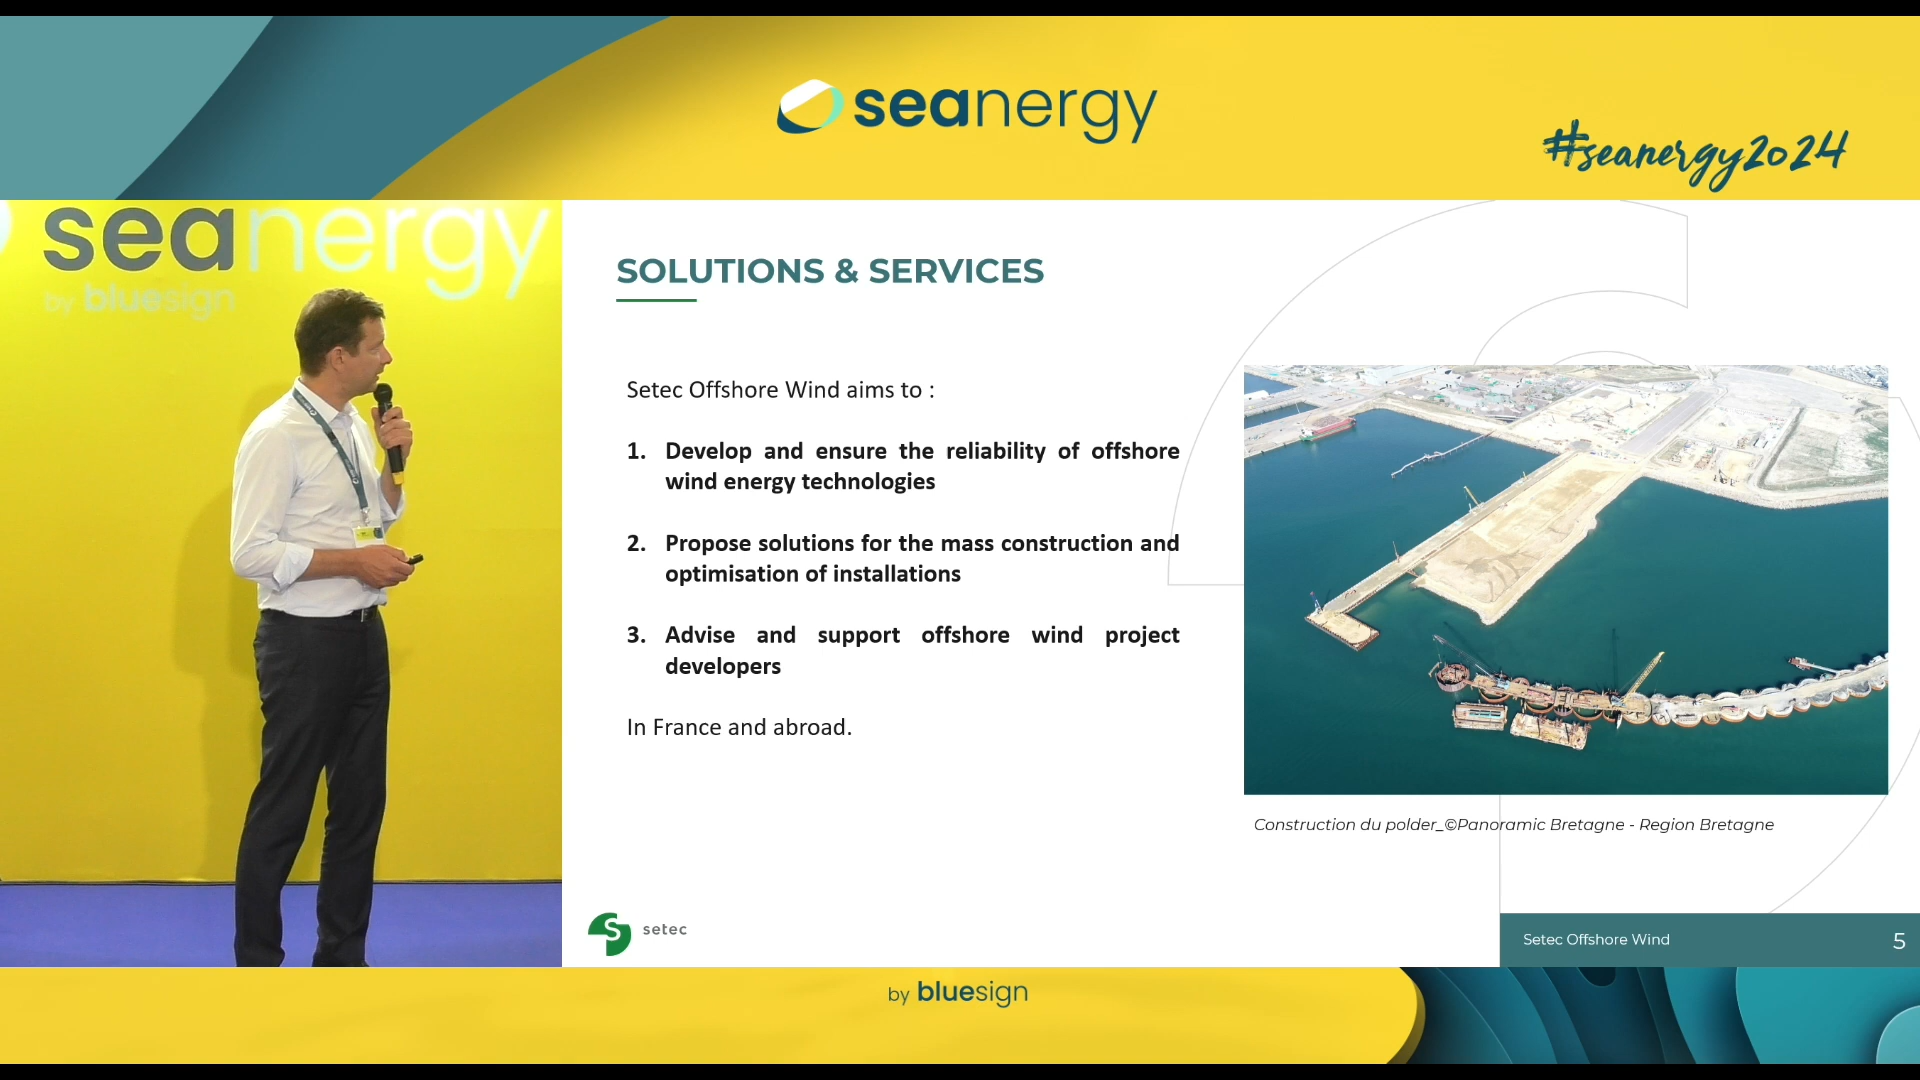 seanergy
#seanergy2024
seanergy
by bluesign
SOLUTIONS & SERVICES
Setec Offshore Wind aims to :
1. Develop and ensure the reliability of offshore
wind energy technologies
2. Propose solutions for the mass construction and
optimisation of installations
3. Advise and support offshore wind project
developers
In France and abroad.
Construction du polder_©Panoramic Bretagne - Region Bretagne
S setec
Setec Offshore Wind 5
by bluesign